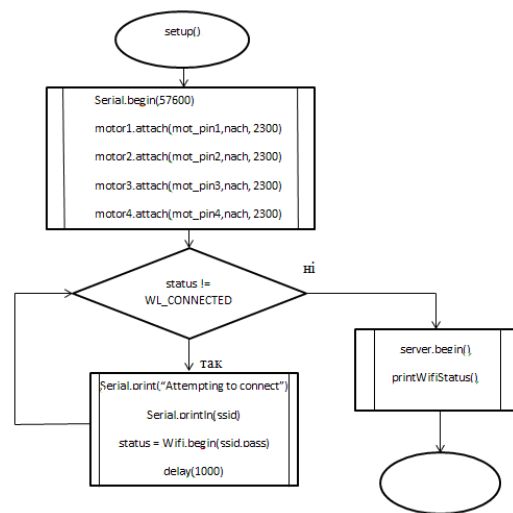 setup()
Serial.begin(57600)
motor1.attach(mot_pin1,nach, 2300)
motor2.attach(mot_pin2,nach, 2300)
motor3.attach(mot_pin3,nach, 2300)
motor4.attach(mot_pin4,nach, 2300)
status !=
WL_CONNECTED
ні
так
Serial.print("Attempting to connect")
Serial.println(ssid)
status = Wifi.begin(ssid.pass)
delay(1000)
server.begin()
printWifiStatus()